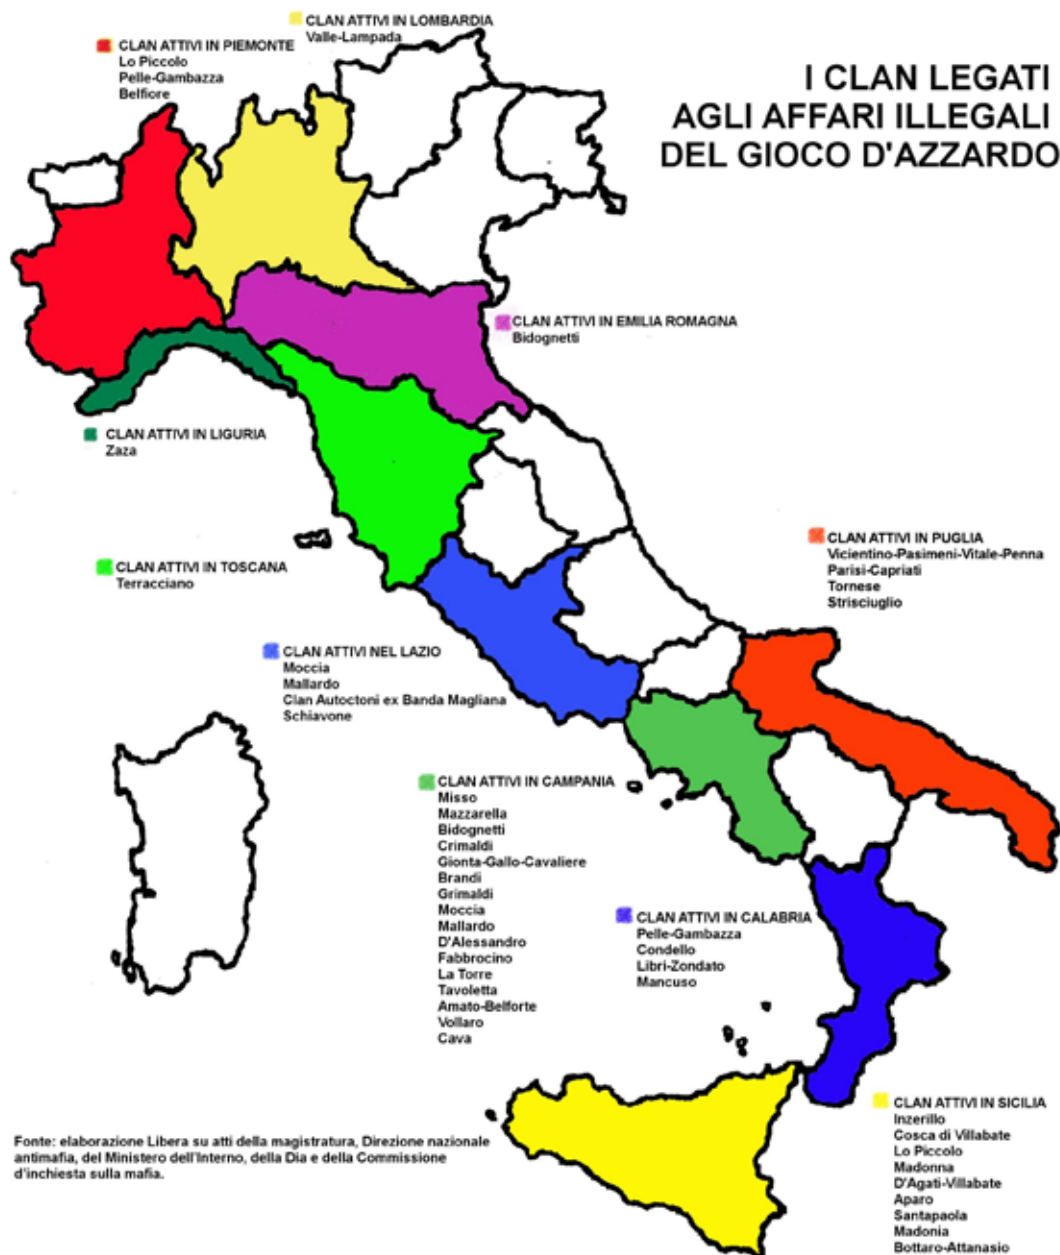 CLAN ATTIVI IN LOMBARDIA
Valle-Lampada
CLAN ATTIVI IN PIEMONTE
Lo Piccolo
Pelle-Gambazza
Belfiore
I CLAN LEGATI
AGLI AFFARI ILLEGALI
DEL GIOCO D'AZZARDO
CLAN ATTIVI IN EMILIA ROMAGNA
Bidognetti
CLAN ATTIVI IN LIGURIA
Zaza
CLAN ATTIVI IN PUGLIA
Vicientino-Pasimeni-Vitale-Penna
Parisi-Capriati
Tornese
Strisciuglio
CLAN ATTIVI IN TOSCANA
Terracciano
CLAN ATTIVI NEL LAZIO
Moccia
Mallardo
Clan Autoctoni ex Banda Magliana
Schiavone
CLAN ATTIVI IN CAMPANIA
Misso
Mazzarella
Bidognetti
Crimaldi
Gionta-Gallo-Cavaliere
Brandi
Grimaldi
Moccia
Mallardo
D'Alessandro
Fabbrocino
La Torre
Tavoletta
Amato-Belforte
Vollaro
Cava
CLAN ATTIVI IN CALABRIA
Pelle-Gambazza
Condello
Libri-Zondato
Mancuso
CLAN ATTIVI IN SICILIA
Inzerillo
Cosca di Villabate
Lo Piccolo
Madonna
D'Agati-Villabate
Aparo
Santapaola
Madonia
Bottaro-Attanasio
Fonte: elaborazione Libera su atti della magistratura, Direzione nazionale
antimafia, del Ministero dell'Interno, della Dia e della Commissione
d'inchiesta sulla mafia.